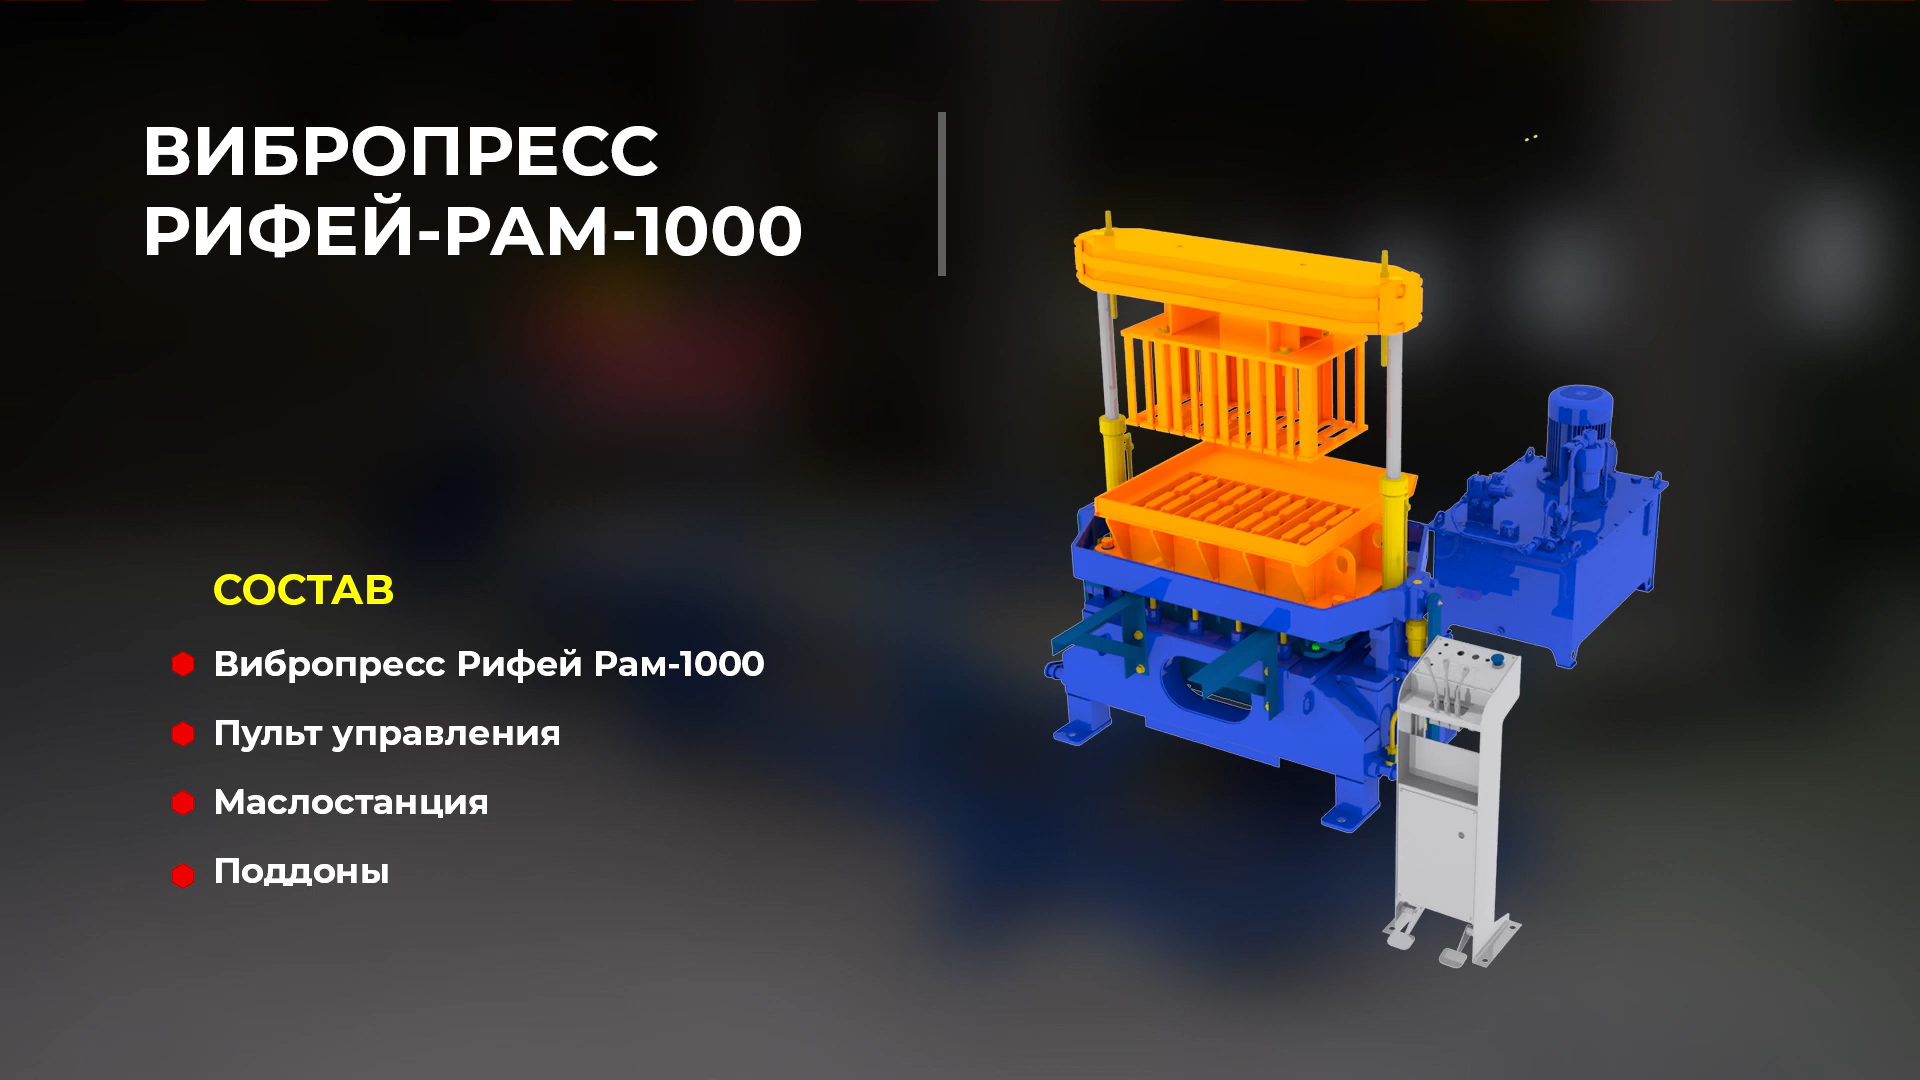 ВИБРОПРЕСС
РИФЕЙ-РАМ-1000
СОСТАВ
Вибропресс Рифей Рам-1000
Пульт управления
Маслостанция
Поддоны